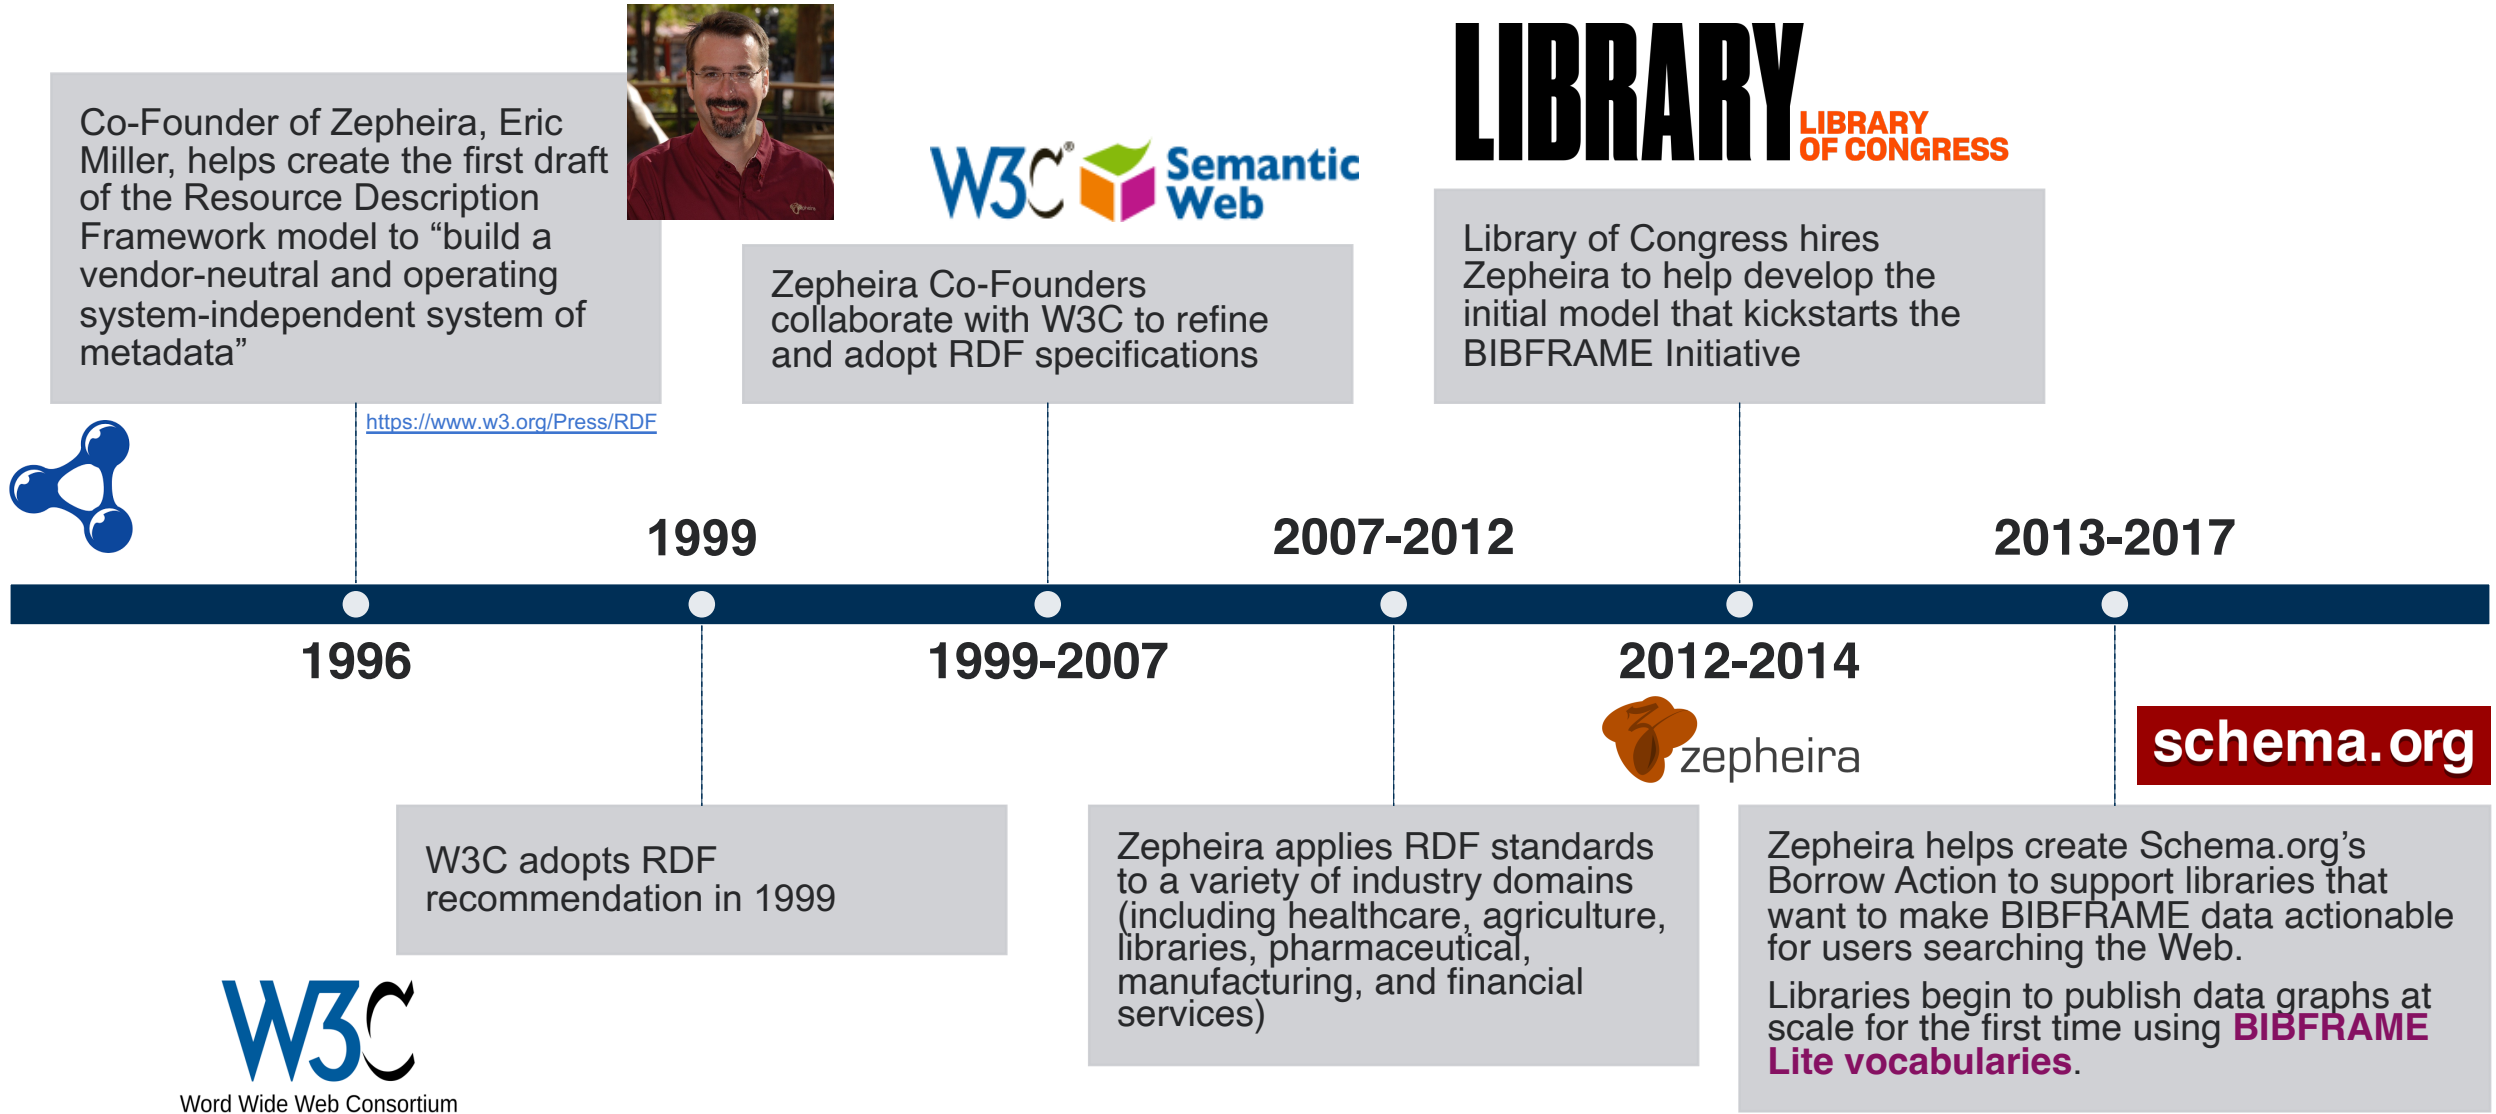 Co-Founder of Zepheira, Eric
Miller, helps create the first draft
of the Resource Description
Framework model to “build a
vendor-neutral and operating
system-independent system of
metadata”
https://www.w3.org/Press/RDF
W3C® Semantic
Web
Zepheira Co-Founders
collaborate with W3C to refine
and adopt RDF specifications
LIBRARY
LIBRARY
OF CONGRESS
Library of Congress hires
Zepheira to help develop the
initial model that kickstarts the
BIBFRAME Initiative
1999
2007-2012
2013-2017
1996
1999-2007
2012-2014
zepheira
schema.org
W3C adopts RDF
recommendation in 1999
W3C
Word Wide Web Consortium
Zepheira applies RDF standards
to a variety of industry domains
(including healthcare, agriculture,
libraries, pharmaceutical,
manufacturing, and financial
services)
Zepheira helps create Schema.org’s
Borrow Action to support libraries that
want to make BIBFRAME data actionable
for users searching the Web.
Libraries begin to publish data graphs at
scale for the first time using BIBFRAME
Lite vocabularies.